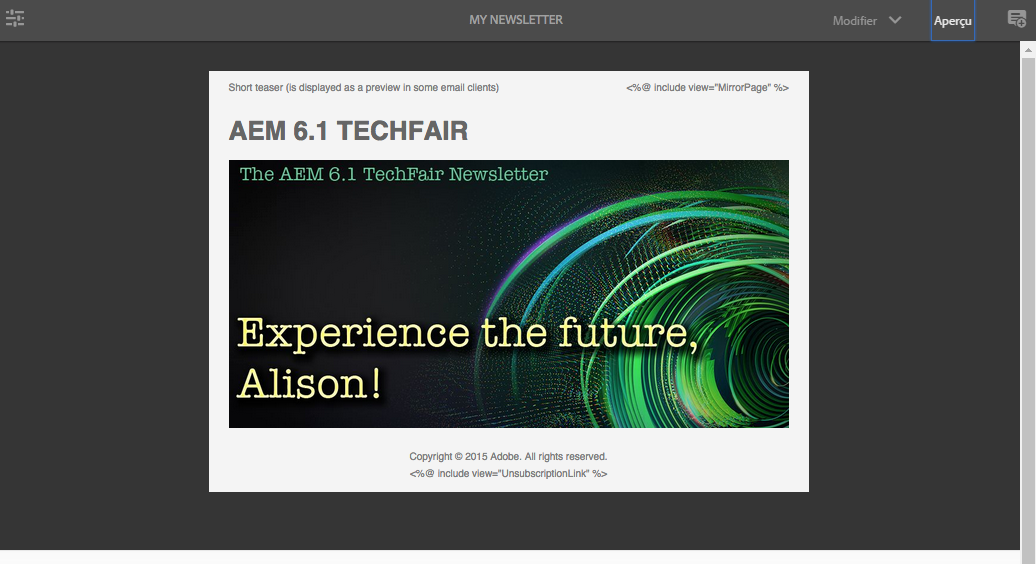 MY NEWSLETTER
Modifier
Aperçu
Short teaser (is displayed as a preview in some email clients)
<%@ include view="MirrorPage" %>
AEM 6.1 TECHFAIR
The AEM 6.1 TechFair Newsletter
Experience the future,
Alison!
Copyright © 2015 Adobe. All rights reserved.
<%@ include view="UnsubscriptionLink" %>